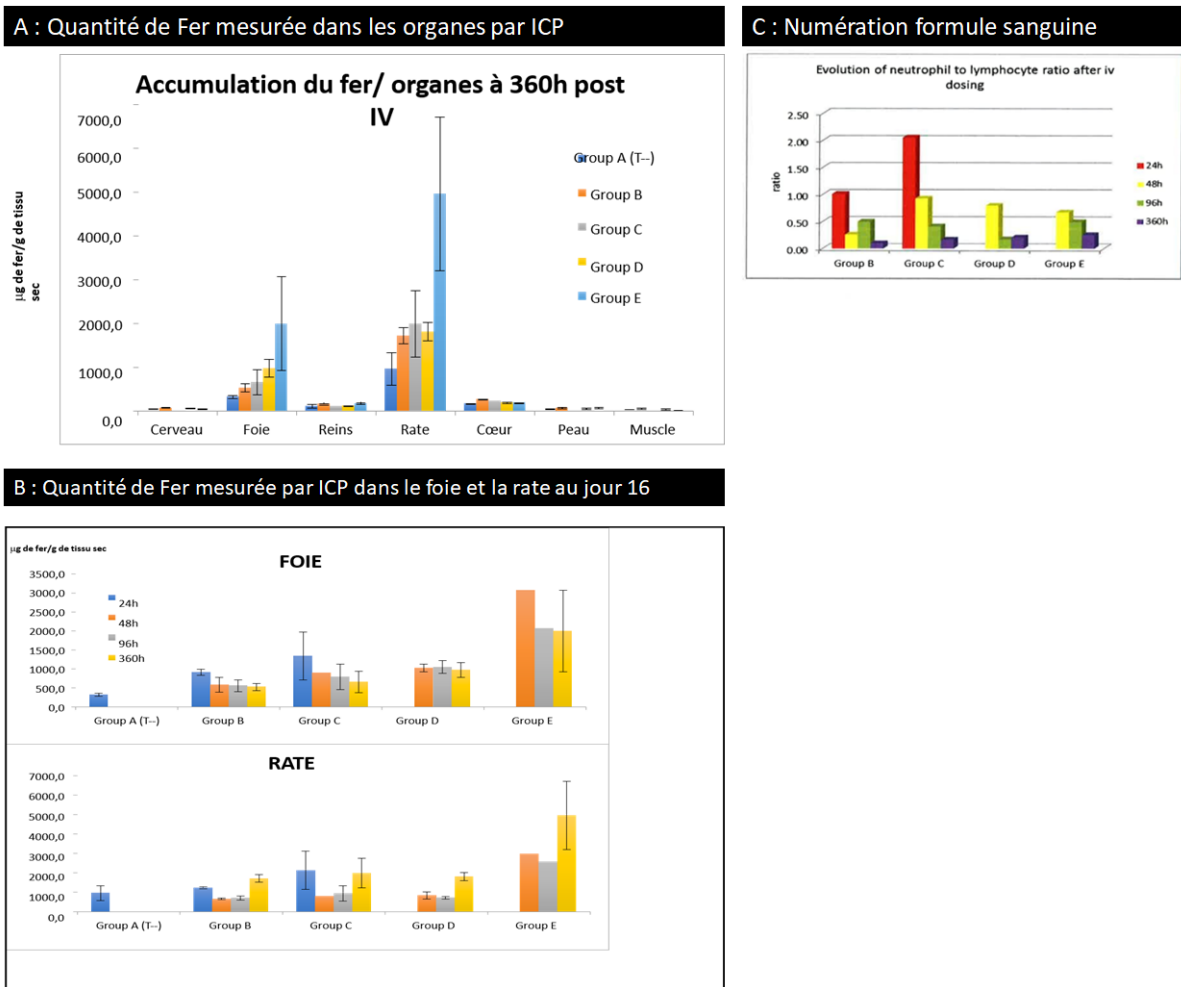 A : Quantité de Fer mesurée dans les organes par ICP
Accumulation du fer/ organes à 360h post
IV
µg de fer/g de tissu
sec
7000,0
6000,0
5000,0
4000,0
3000,0
2000,0
1000,0
0,0
Group A (T--)
Group B
Group C
Group D
Group E
Cerveau Foie Reins Rate Cœur Peau Muscle
C : Numération formule sanguine
Evolution of neutrophil to lymphocyte ratio after iv
dosing
ratio
2.50
2.00
1.50
1.00
0.50
0.00
24h
48h
96h
360h
Group B Group C Group D Group E
B : Quantité de Fer mesurée par ICP dans le foie et la rate au jour 16
µg de fer/g de tissu sec
FOIE
3500,0
3000,0
2500,0
2000,0
1500,0
1000,0
500,0
0,0
24h
48h
96h
360h
Group A (T--) Group B Group C Group D Group E
RATE
7000,0
6000,0
5000,0
4000,0
3000,0
2000,0
1000,0
0,0
Group A (T--) Group B Group C Group D Group E